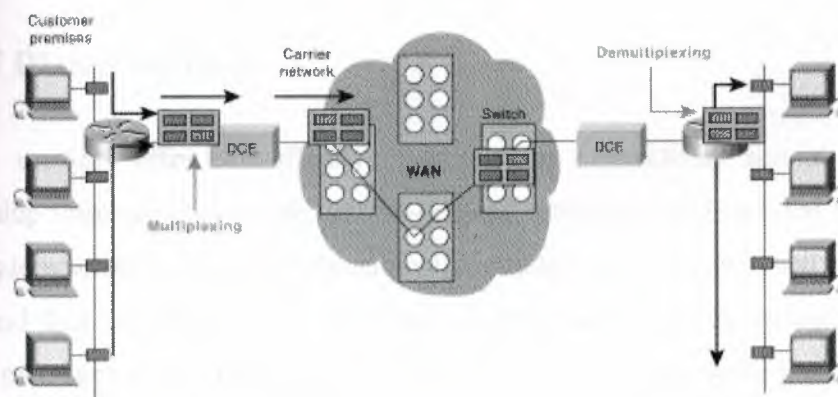 Customer
premises
Carrier
network
Demultiplexing
Switch
DCE
WAN
DCE
Multiplexing